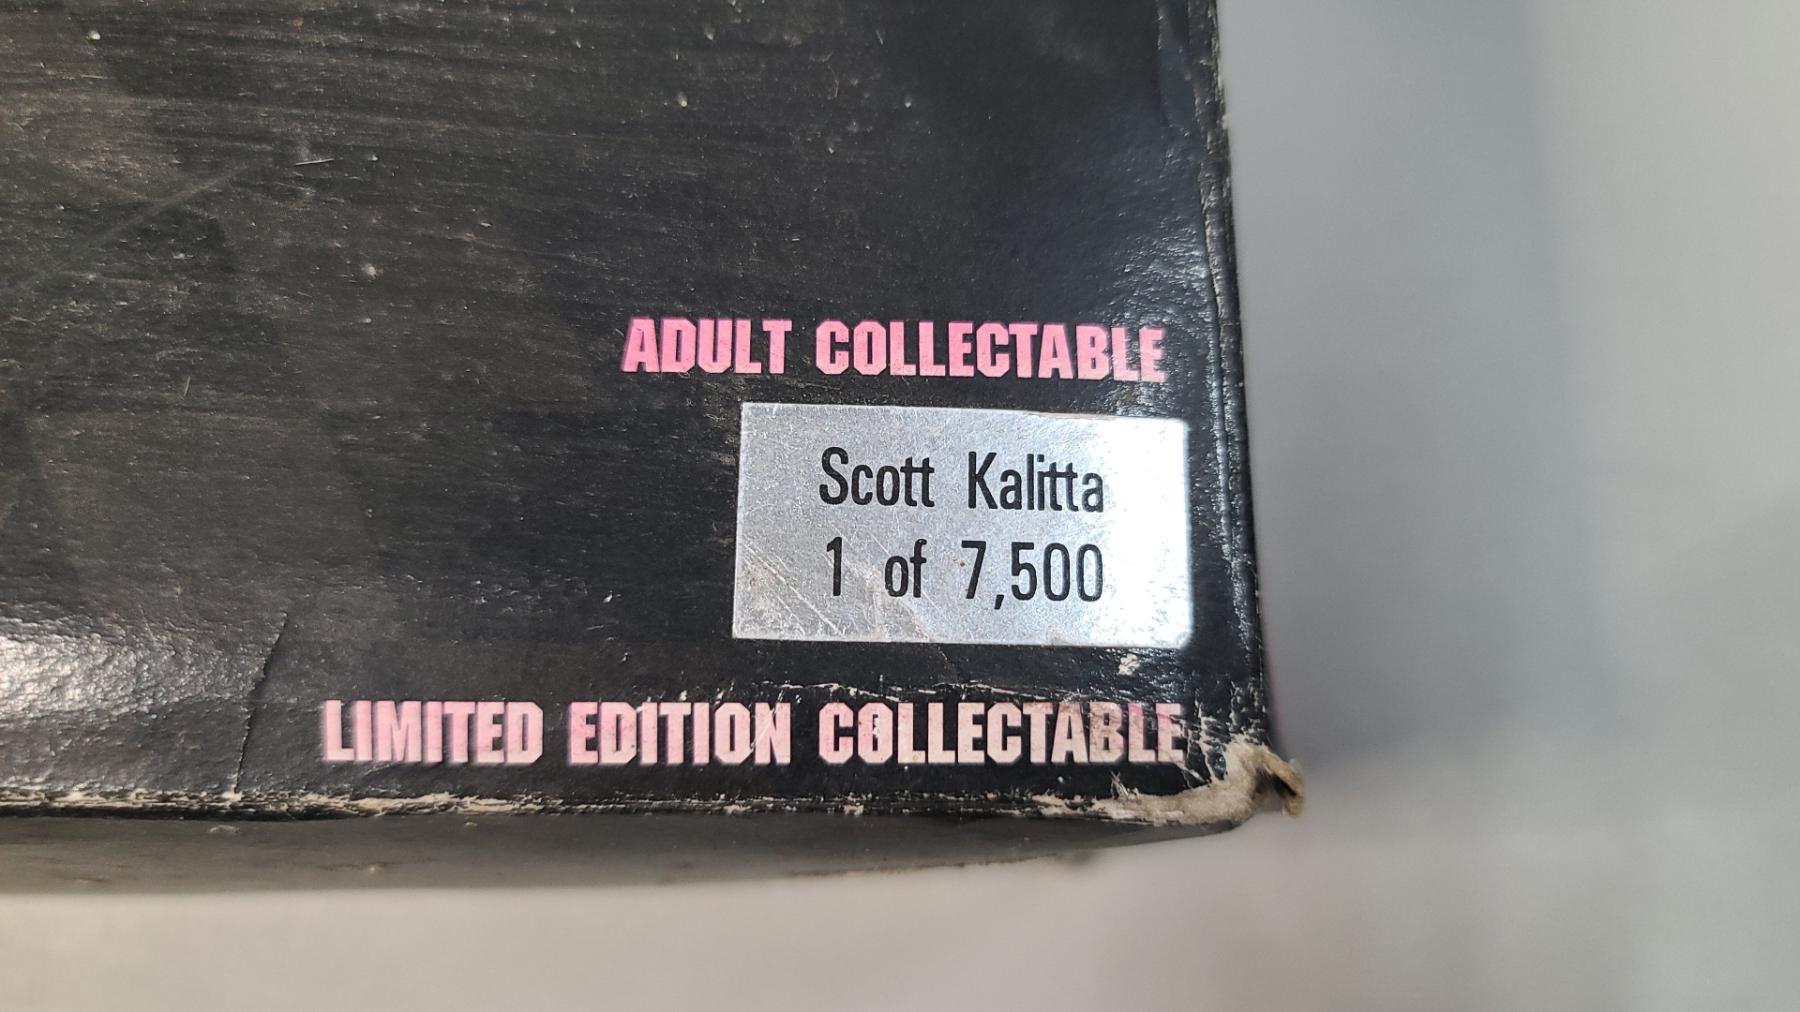 ADULT COLLECTABLE
Scott Kalitta
1 of 7,500
LIMITED EDITION COLLECTABLE